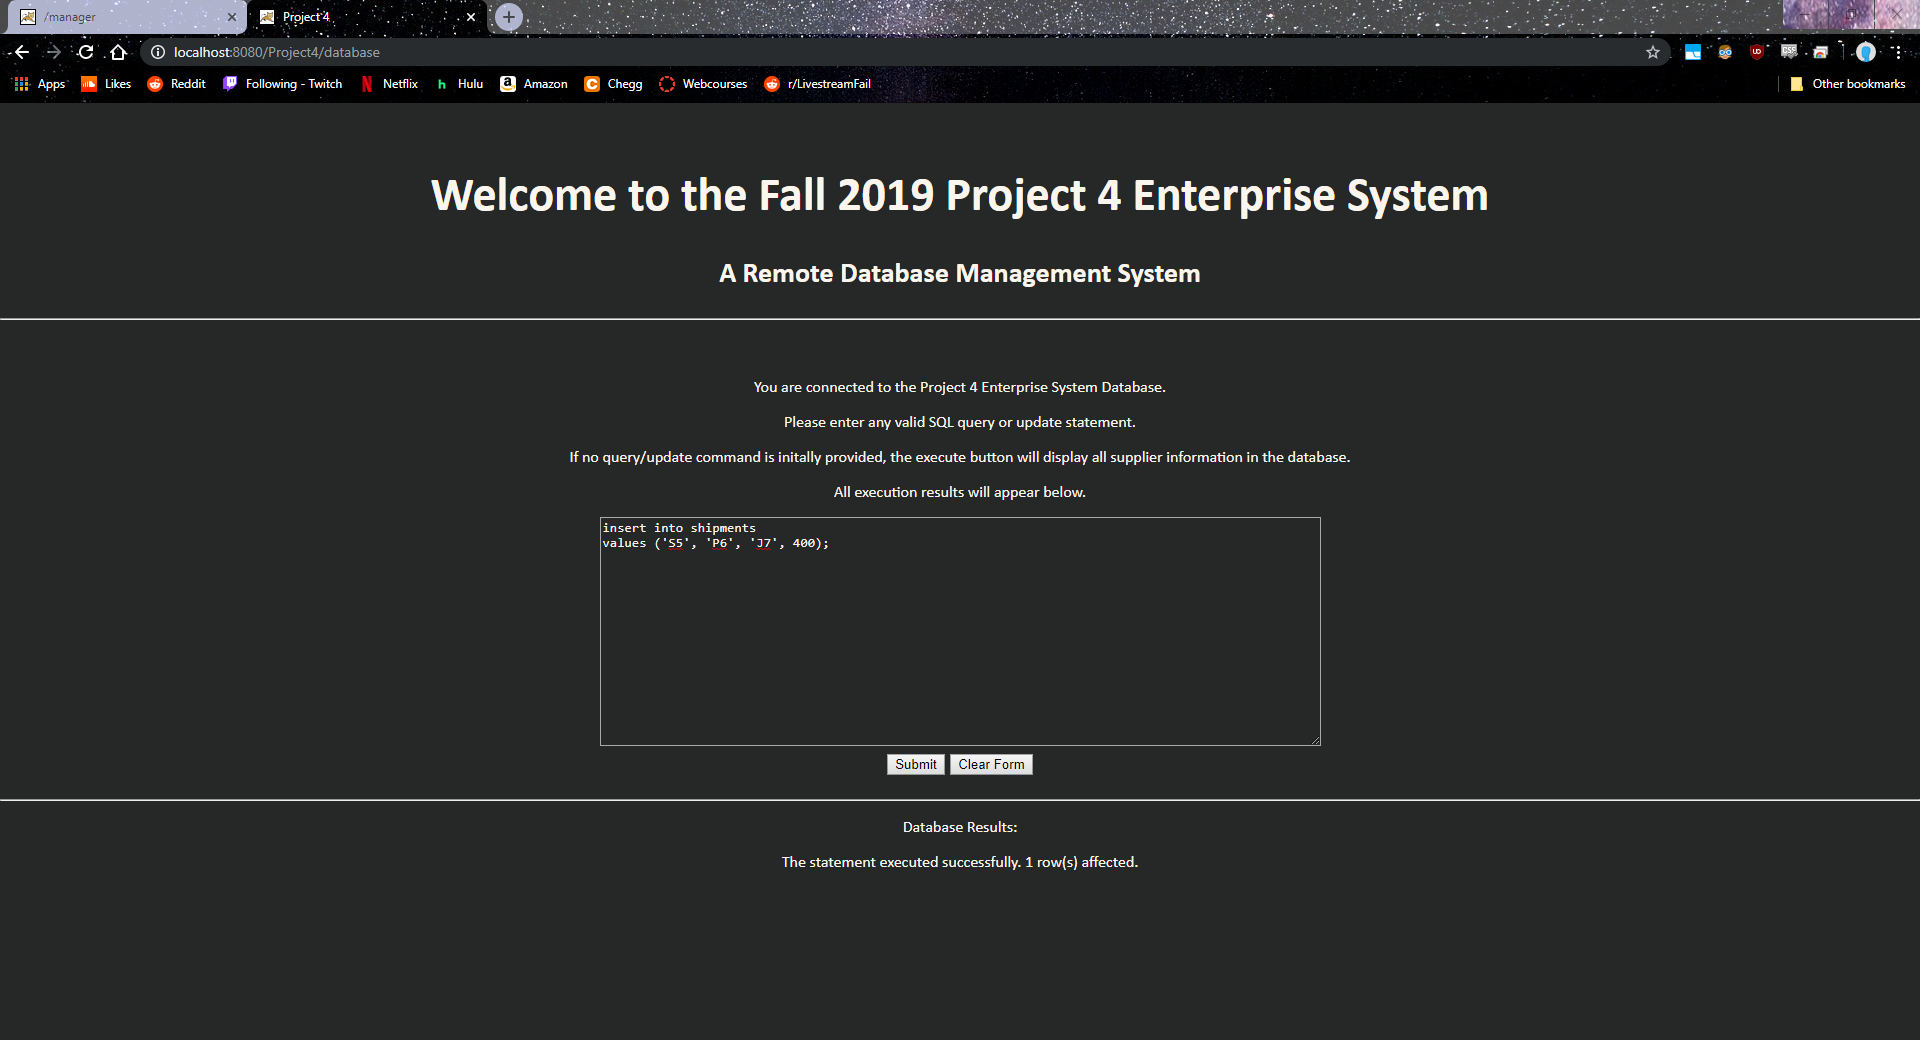 /manager
Project 4
localhost:8080/Project4/database
Apps Likes Reddit Following - Twitch Netflix Hulu Amazon Chegg Webcourses r/LivestreamFail Other bookmarks
Welcome to the Fall 2019 Project 4 Enterprise System
A Remote Database Management System
You are connected to the Project 4 Enterprise System Database.
Please enter any valid SQL query or update statement.
If no query/update command is initally provided, the execute button will display all supplier information in the database.
All execution results will appear below.
insert into shipments
values ('S5', 'P6', 'J7', 400);
Submit Clear Form
Database Results:
The statement executed successfully. 1 row(s) affected.